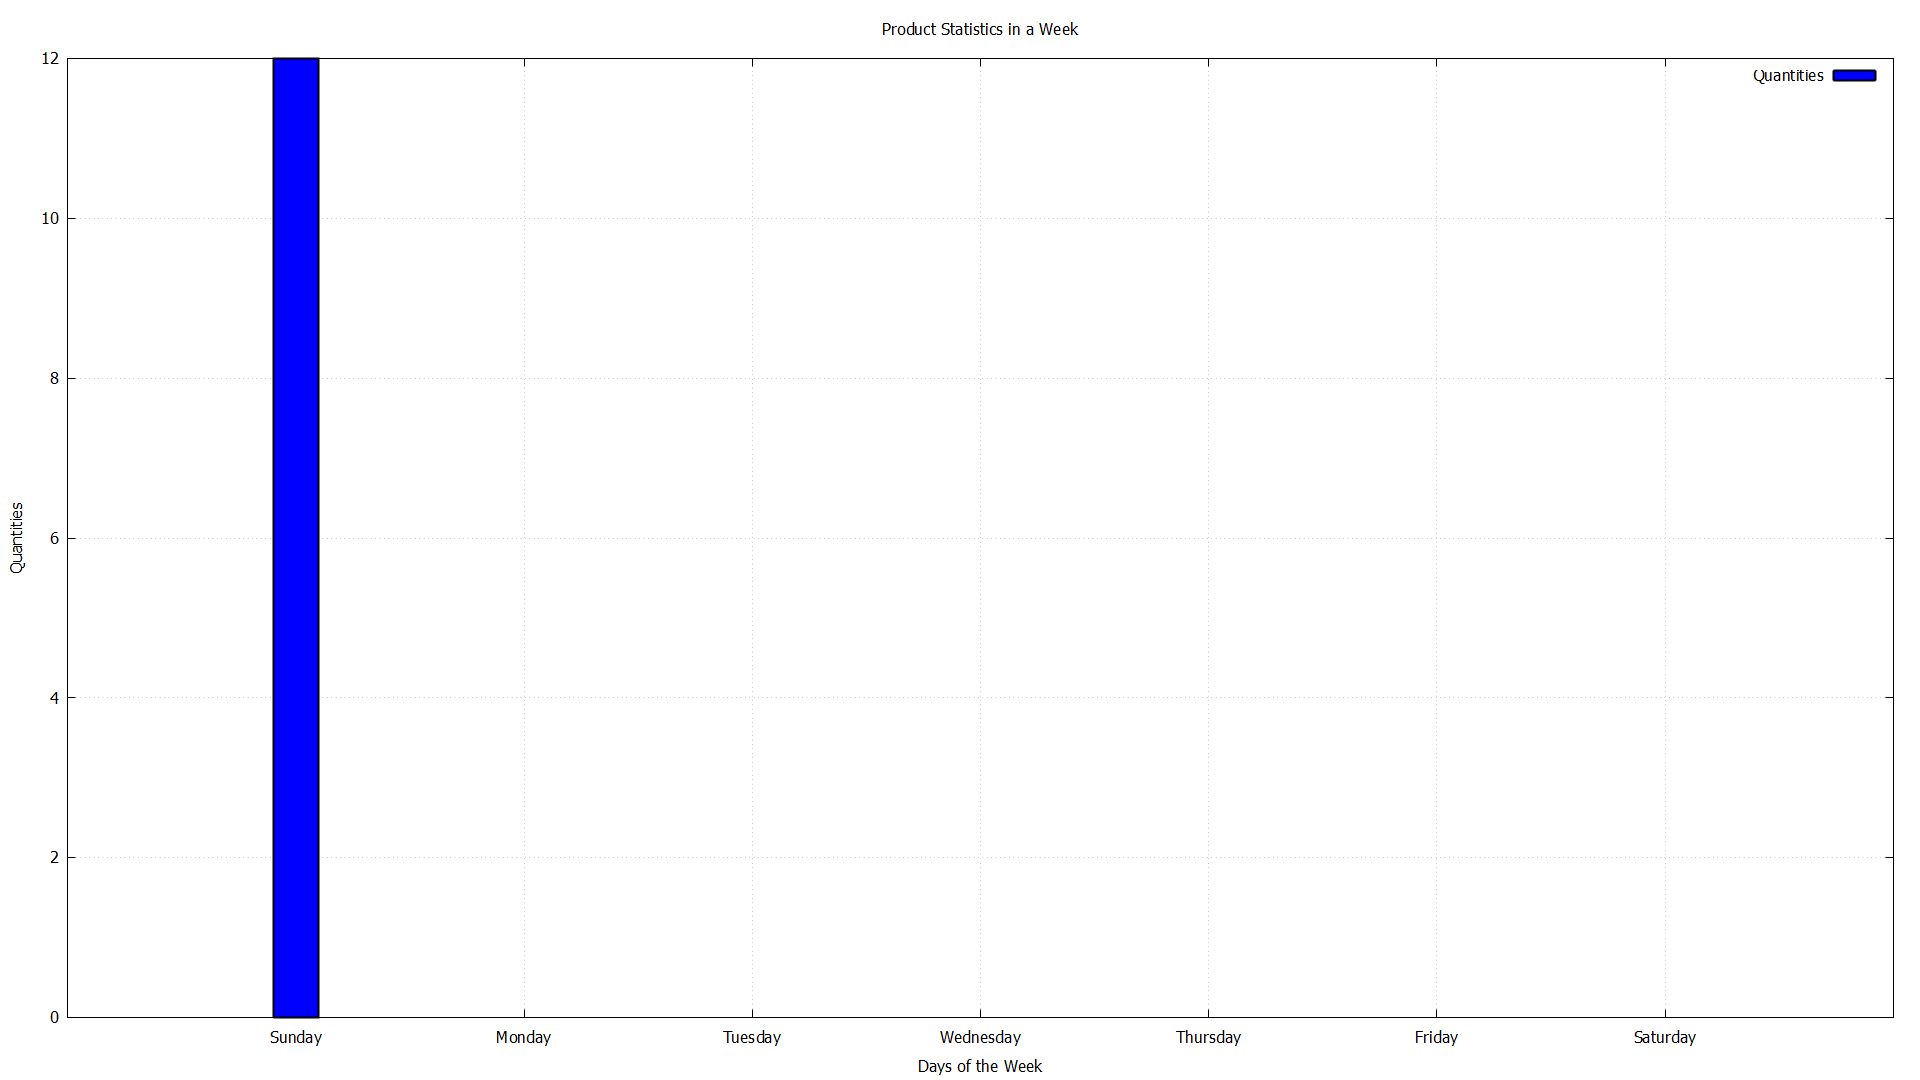 Product Statistics in a Week
Quantities
12
10
8
6
4
2
0
Quantities
Sunday Monday Tuesday Wednesday Thursday Friday Saturday
Days of the Week